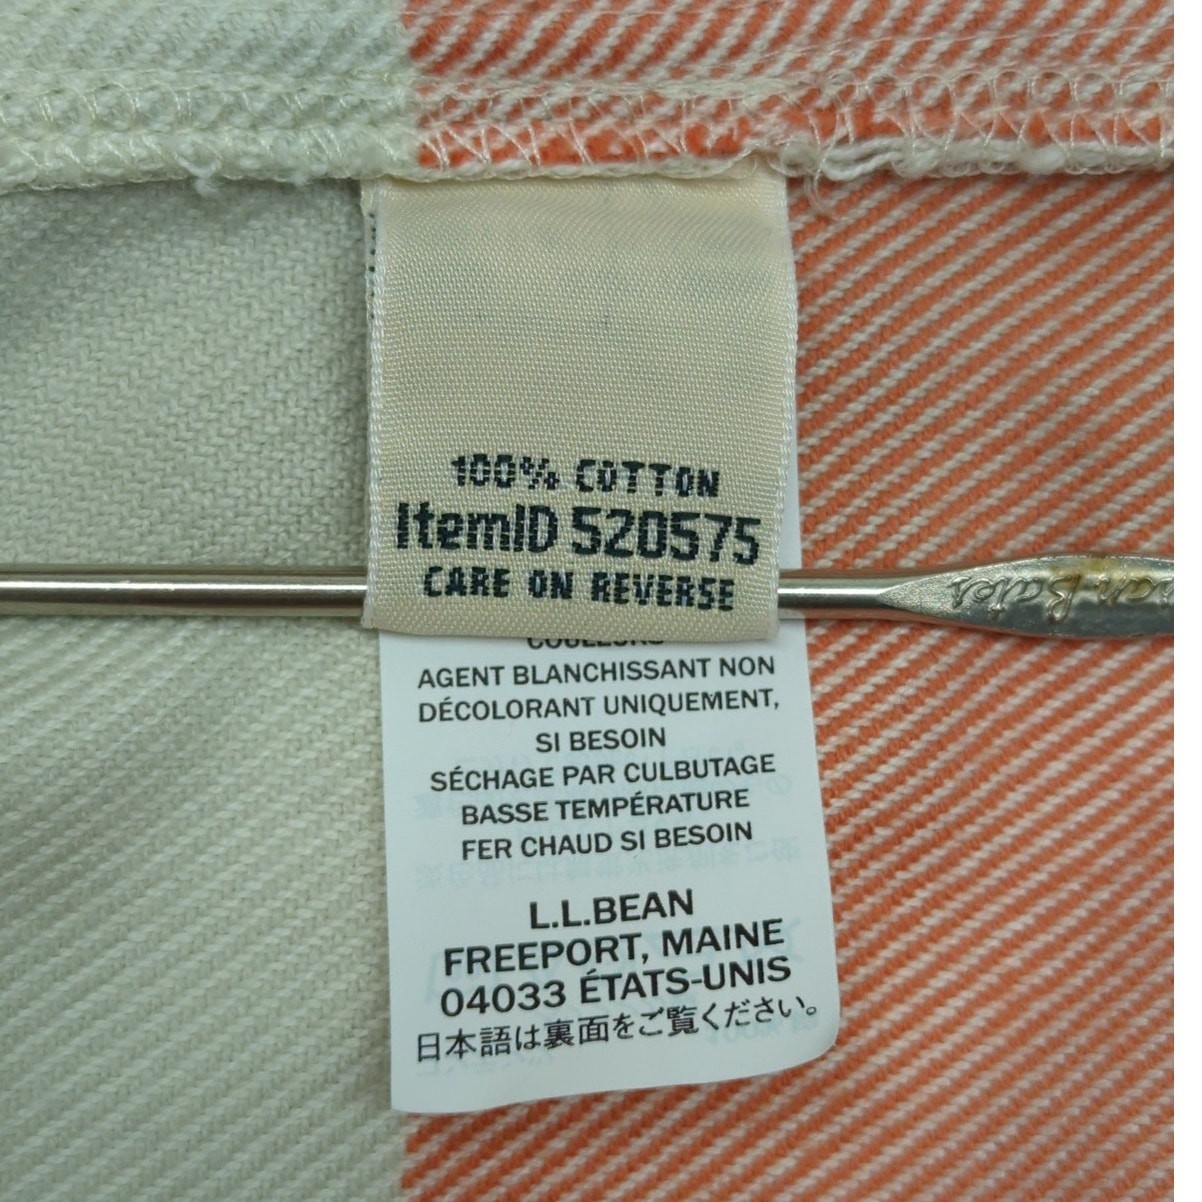 100% COTTON
ItemID 520575
CARE ON REVERSE
COULEURS
AGENT BLANCHISSANT NON
DÉCOLORANT UNIQUEMENT,
SI BESOIN
SÉCHAGE PAR CULBUTAGE
BASSE TEMPÉRATURE
FER CHAUD SI BESOIN
L.L.BEAN
FREEPORT, MAINE
04033 ÉTATS-UNIS
日本語は裏面をご覧ください。
Bates